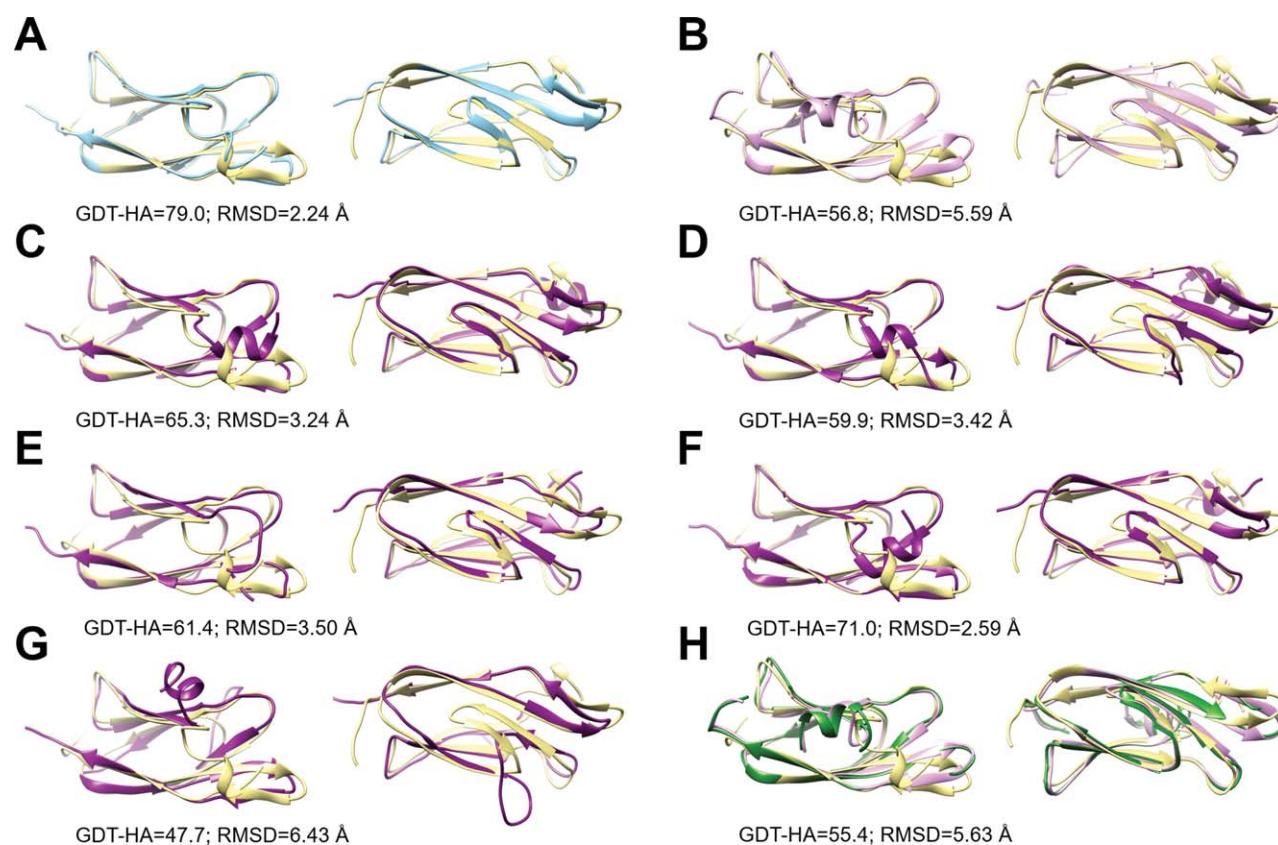 A
B
GDT-HA=79.0; RMSD=2.24 Å
GDT-HA=56.8; RMSD=5.59 Å
C
D
GDT-HA=65.3; RMSD=3.24 Å
GDT-HA=59.9; RMSD=3.42 Å
E
F
GDT-HA=61.4; RMSD=3.50 Å
GDT-HA=71.0; RMSD=2.59 Å
G
H
GDT-HA=47.7; RMSD=6.43 Å
GDT-HA=55.4; RMSD=5.63 Å